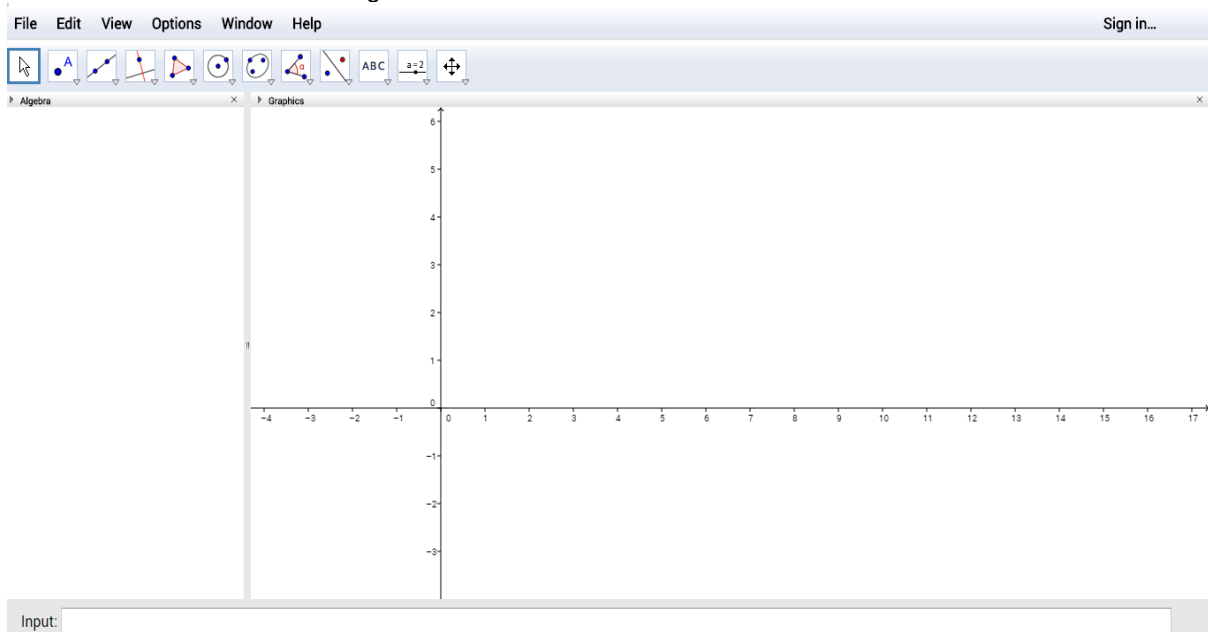 File Edit View Options Window Help Sign in...
A α ABC a=2
Algebra × Graphics ×
6
5
4
3
2
1
0
−4 −3 −2 −1 0 1 2 3 4 5 6 7 8 9 10 11 12 13 14 15 16 17
−1
−2
−3
Input: